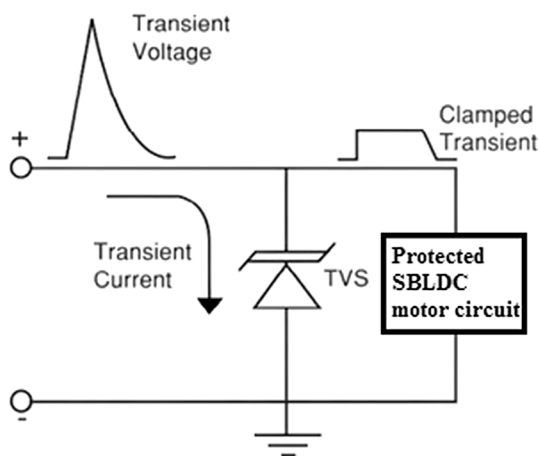 Transient
Voltage
+
Clamped
Transient
Transient
Current
TVS
Protected
SBLDC
motor circuit
-